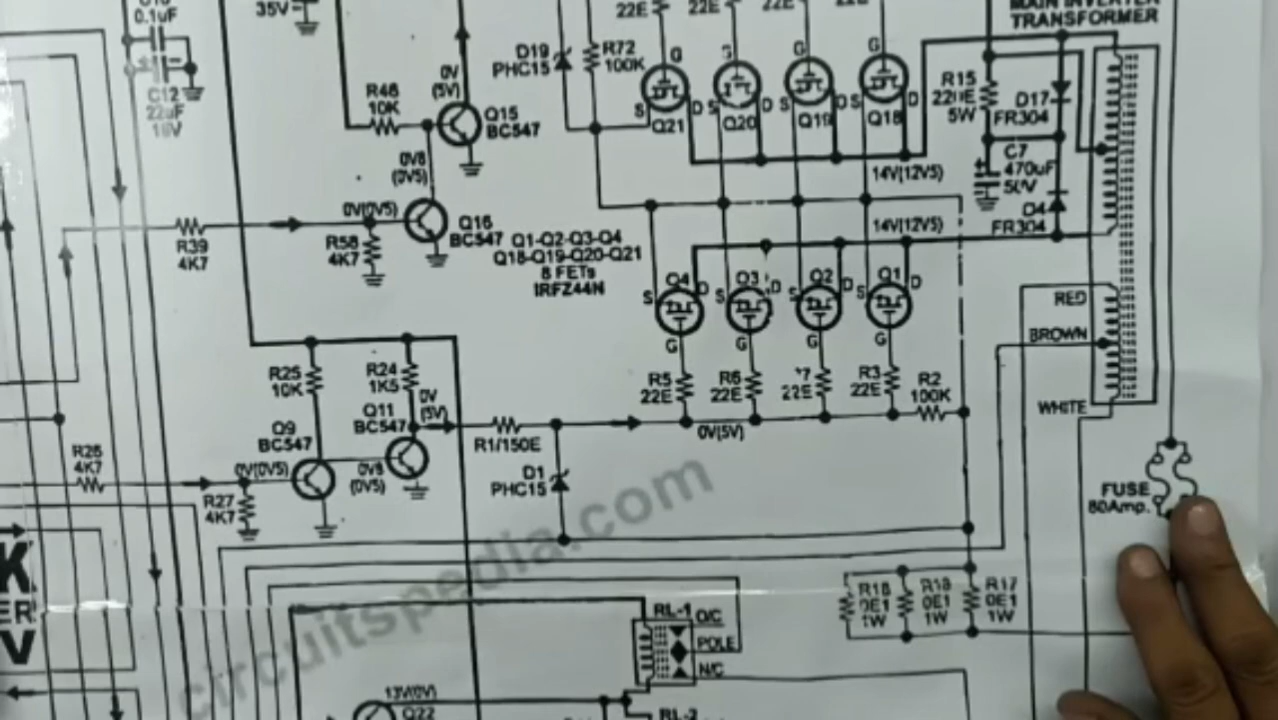 0.1uF
C12
22uF
16V
35V
R46
10K
0V
(5V)
Q15
BC547
0V8
(0V5)
0V(0V5)
Q16
BC547
R39
4K7
R58
4K7
D19
PHC15
R72
100K
22E
22E
22E
22E
G
G
G
G
S
D
S
D
S
D
S
D
Q21
Q20
Q19
Q18
MAIN INVERTER
TRANSFORMER
R15
220E
5W
D17
FR304
C7
470uF
50V
D4
FR304
14V(12V5)
14V(12V5)
Q1-Q2-Q3-Q4
Q18-Q19-Q20-Q21
8 FETs
IRFZ44N
Q4
Q3
Q2
Q1
S
D
S
D
S
D
S
D
G
G
G
G
R5
22E
R6
22E
22E
R3
22E
R2
100K
0V(5V)
RED
BROWN
WHITE
R25
10K
R24
1K5
Q11
BC547
0V
(5V)
Q9
BC547
R26
4K7
0V(0V5)
R27
4K7
0V8
(0V5)
R1/150E
D1
PHC15
FUSE
80Amp.
R18
0E1
1W
0E1
1W
R17
0E1
1W
RL-1
O/C
POLE
N/C
RL-2
13V(0V)
Q22
K
ER
V
circuitspedia.com